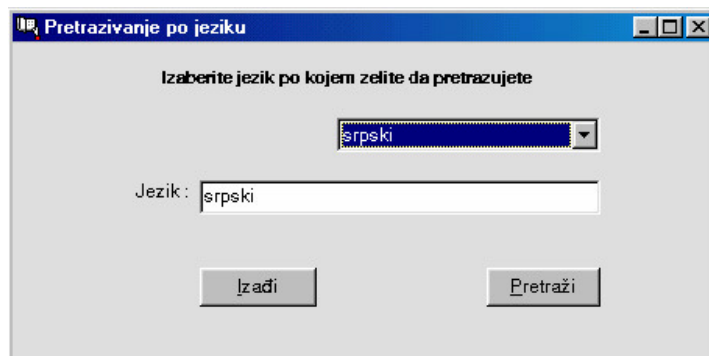 Pretrazivanje po jeziku
Izaberite jezik po kojem zelite da pretrazujete
srpski
Jezik : srpski
Izađi Pretraži